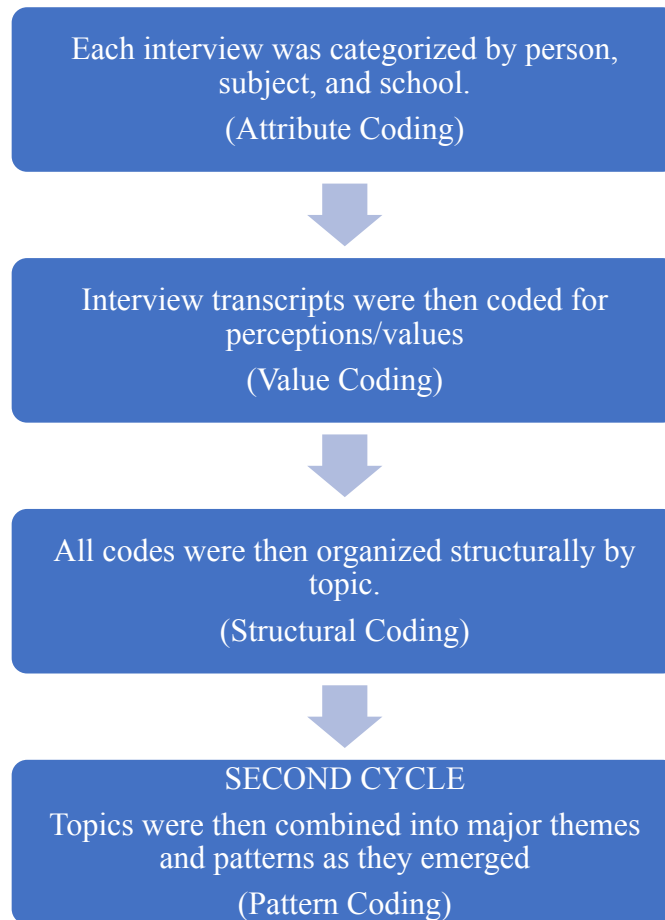 Each interview was categorized by person,
subject, and school.
(Attribute Coding)
Interview transcripts were then coded for
perceptions/values
(Value Coding)
All codes were then organized structurally by
topic.
(Structural Coding)
SECOND CYCLE
Topics were then combined into major themes
and patterns as they emerged
(Pattern Coding)